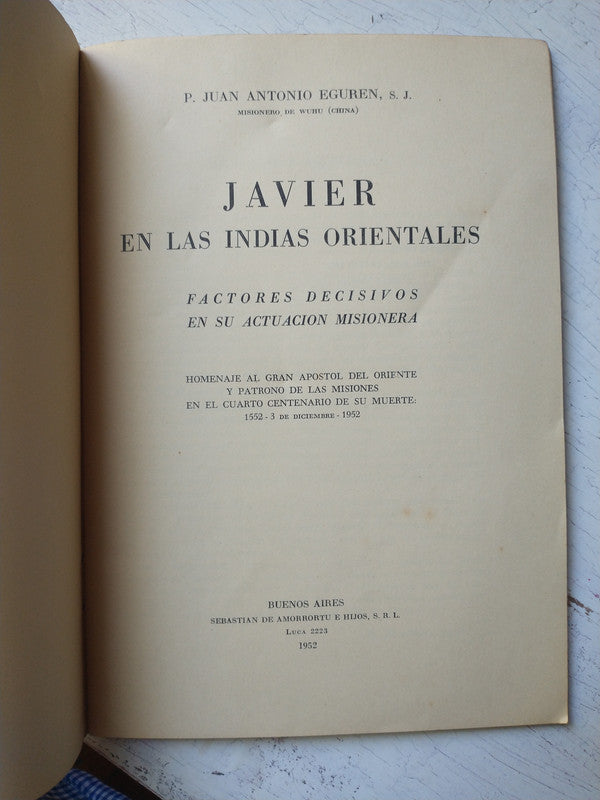 P. JUAN ANTONIO EGUREN, S. J.
MISIONERO DE WUHU (CHINA)
JAVIER
EN LAS INDIAS ORIENTALES
FACTORES DECISIVOS
EN SU ACTUACION MISIONERA
HOMENAJE AL GRAN APOSTOL DEL ORIENTE
Y PATRONO DE LAS MISIONES
EN EL CUARTO CENTENARIO DE SU MUERTE:
1552 - 3 DE DICIEMBRE - 1952
BUENOS AIRES
SEBASTIAN DE AMORRORTU E HIJOS, S. R. L.
LUCA 2223
1952